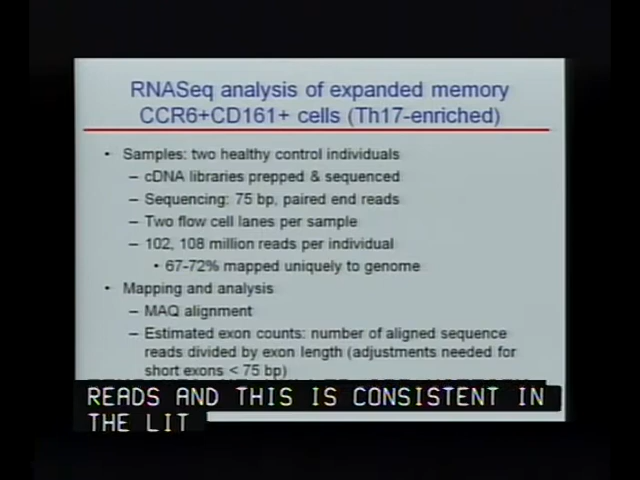 RNASeq analysis of expanded memory
CCR6+CD161+ cells (Th17-enriched)
• Samples: two healthy control individuals
– cDNA libraries prepped & sequenced
– Sequencing: 75 bp, paired end reads
– Two flow cell lanes per sample
– 102, 108 million reads per individual
• 67-72% mapped uniquely to genome
• Mapping and analysis
– MAQ alignment
– Estimated exon counts: number of aligned sequence
reads divided by exon length (adjustments needed for
short exons < 75 bp)
READS AND THIS IS CONSISTENT IN
THE LIT